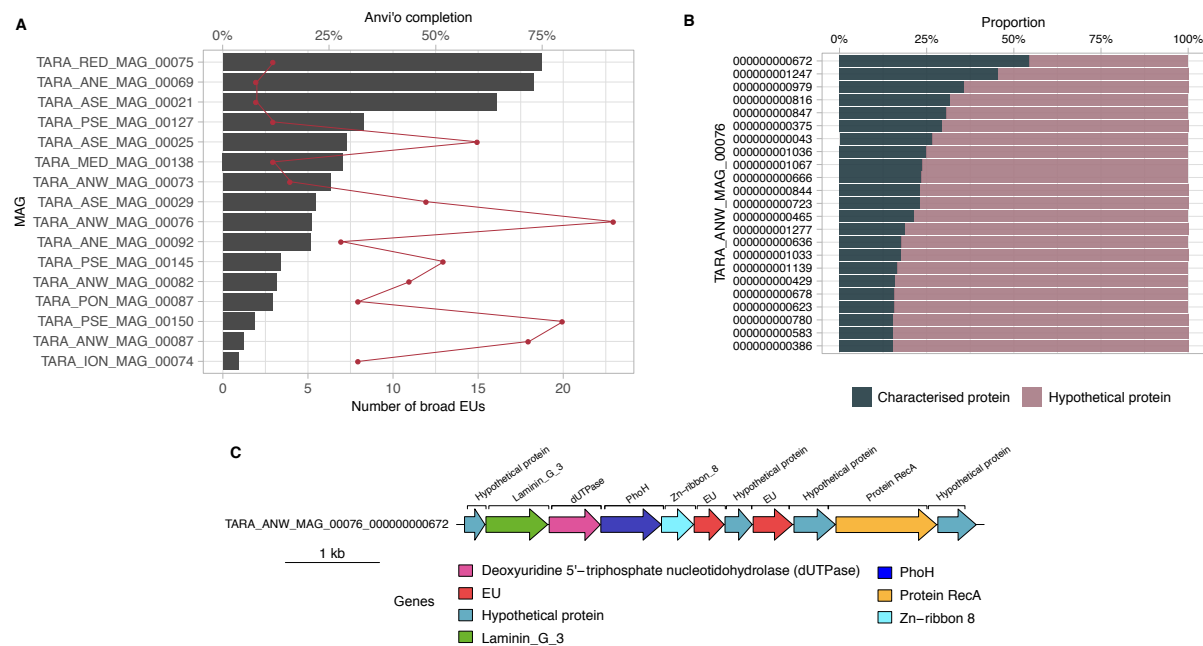 A
Anvi'o completion
0% 25% 50% 75%
MAG
TARA_RED_MAG_00075
TARA_ANE_MAG_00069
TARA_ASE_MAG_00021
TARA_PSE_MAG_00127
TARA_ASE_MAG_00025
TARA_MED_MAG_00138
TARA_ANW_MAG_00073
TARA_ASE_MAG_00029
TARA_ANW_MAG_00076
TARA_ANE_MAG_00092
TARA_PSE_MAG_00145
TARA_ANW_MAG_00082
TARA_PON_MAG_00087
TARA_PSE_MAG_00150
TARA_ANW_MAG_00087
TARA_ION_MAG_00074
0 5 10 15 20
Number of broad EUs
B
Proportion
0% 25% 50% 75% 100%
TARA_ANW_MAG_00076
000000000672
000000001247
000000000979
000000000816
000000000847
000000000375
000000000043
000000001036
000000001067
000000000666
000000000844
000000000723
000000000465
000000001277
000000000636
000000001033
000000001139
000000000429
000000000678
000000000623
000000000780
000000000583
000000000386
Characterised protein Hypothetical protein
C
Hypothetical protein Laminin_G_3 dUTPase PhoH Zn-ribbon_8 EU Hypothetical protein EU Hypothetical protein Protein RecA Hypothetical protein
TARA_ANW_MAG_00076_000000000672
1 kb
Genes
Deoxyuridine 5'−triphosphate nucleotidohydrolase (dUTPase)
EU
Hypothetical protein
Laminin_G_3
PhoH
Protein RecA
Zn−ribbon 8